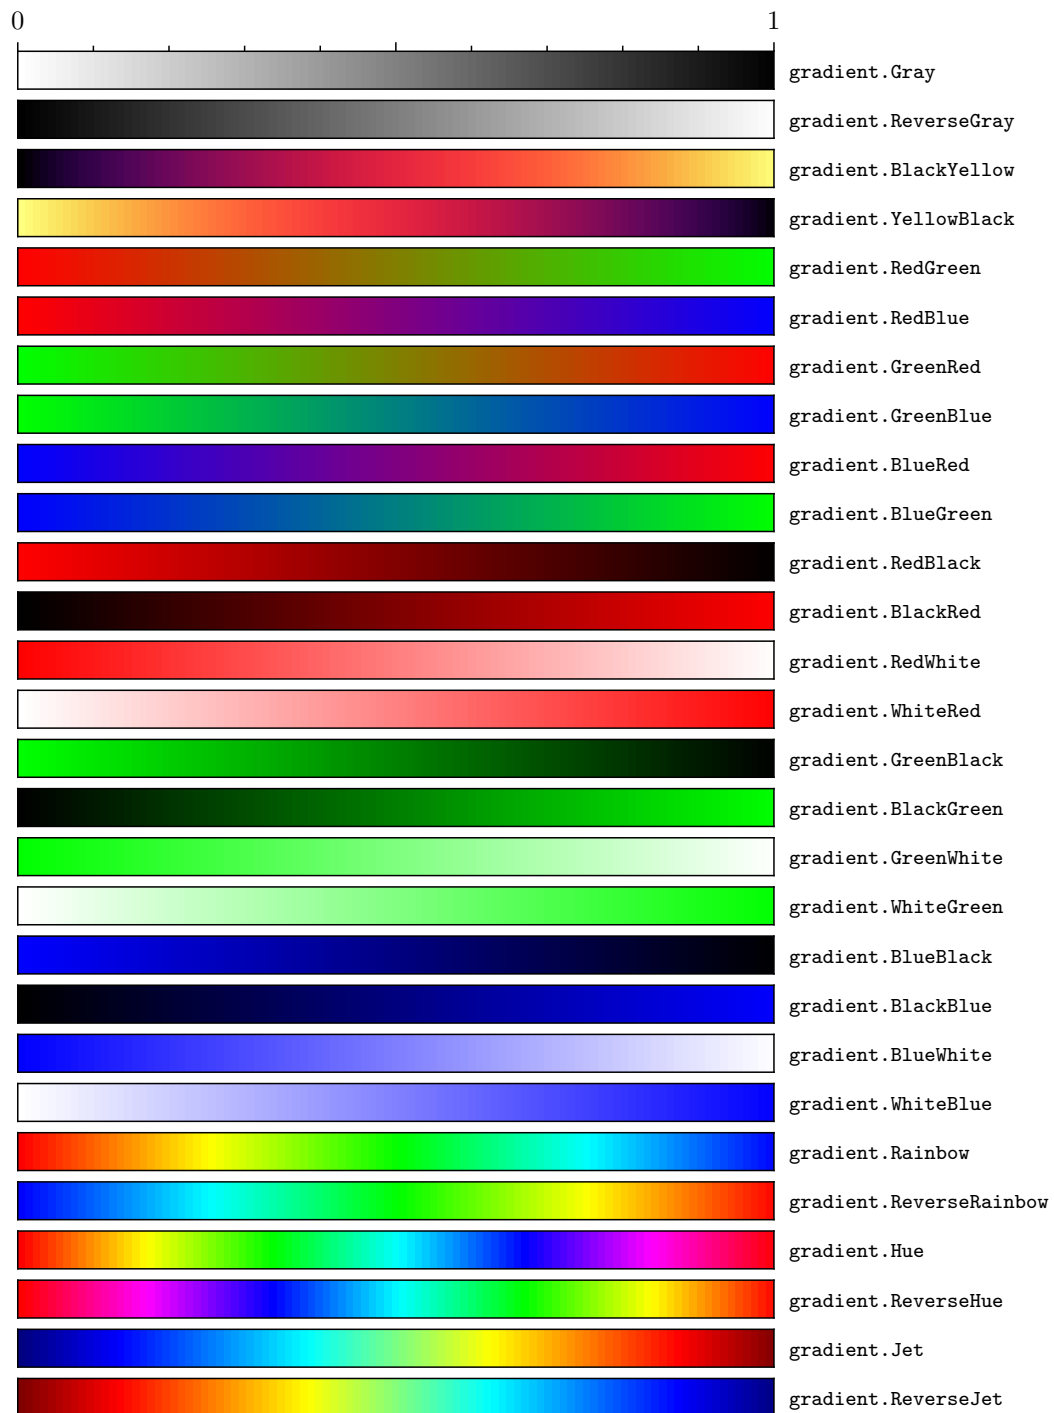 0 1
gradient.Gray
gradient.ReverseGray
gradient.BlackYellow
gradient.YellowBlack
gradient.RedGreen
gradient.RedBlue
gradient.GreenRed
gradient.GreenBlue
gradient.BlueRed
gradient.BlueGreen
gradient.RedBlack
gradient.BlackRed
gradient.RedWhite
gradient.WhiteRed
gradient.GreenBlack
gradient.BlackGreen
gradient.GreenWhite
gradient.WhiteGreen
gradient.BlueBlack
gradient.BlackBlue
gradient.BlueWhite
gradient.WhiteBlue
gradient.Rainbow
gradient.ReverseRainbow
gradient.Hue
gradient.ReverseHue
gradient.Jet
gradient.ReverseJet